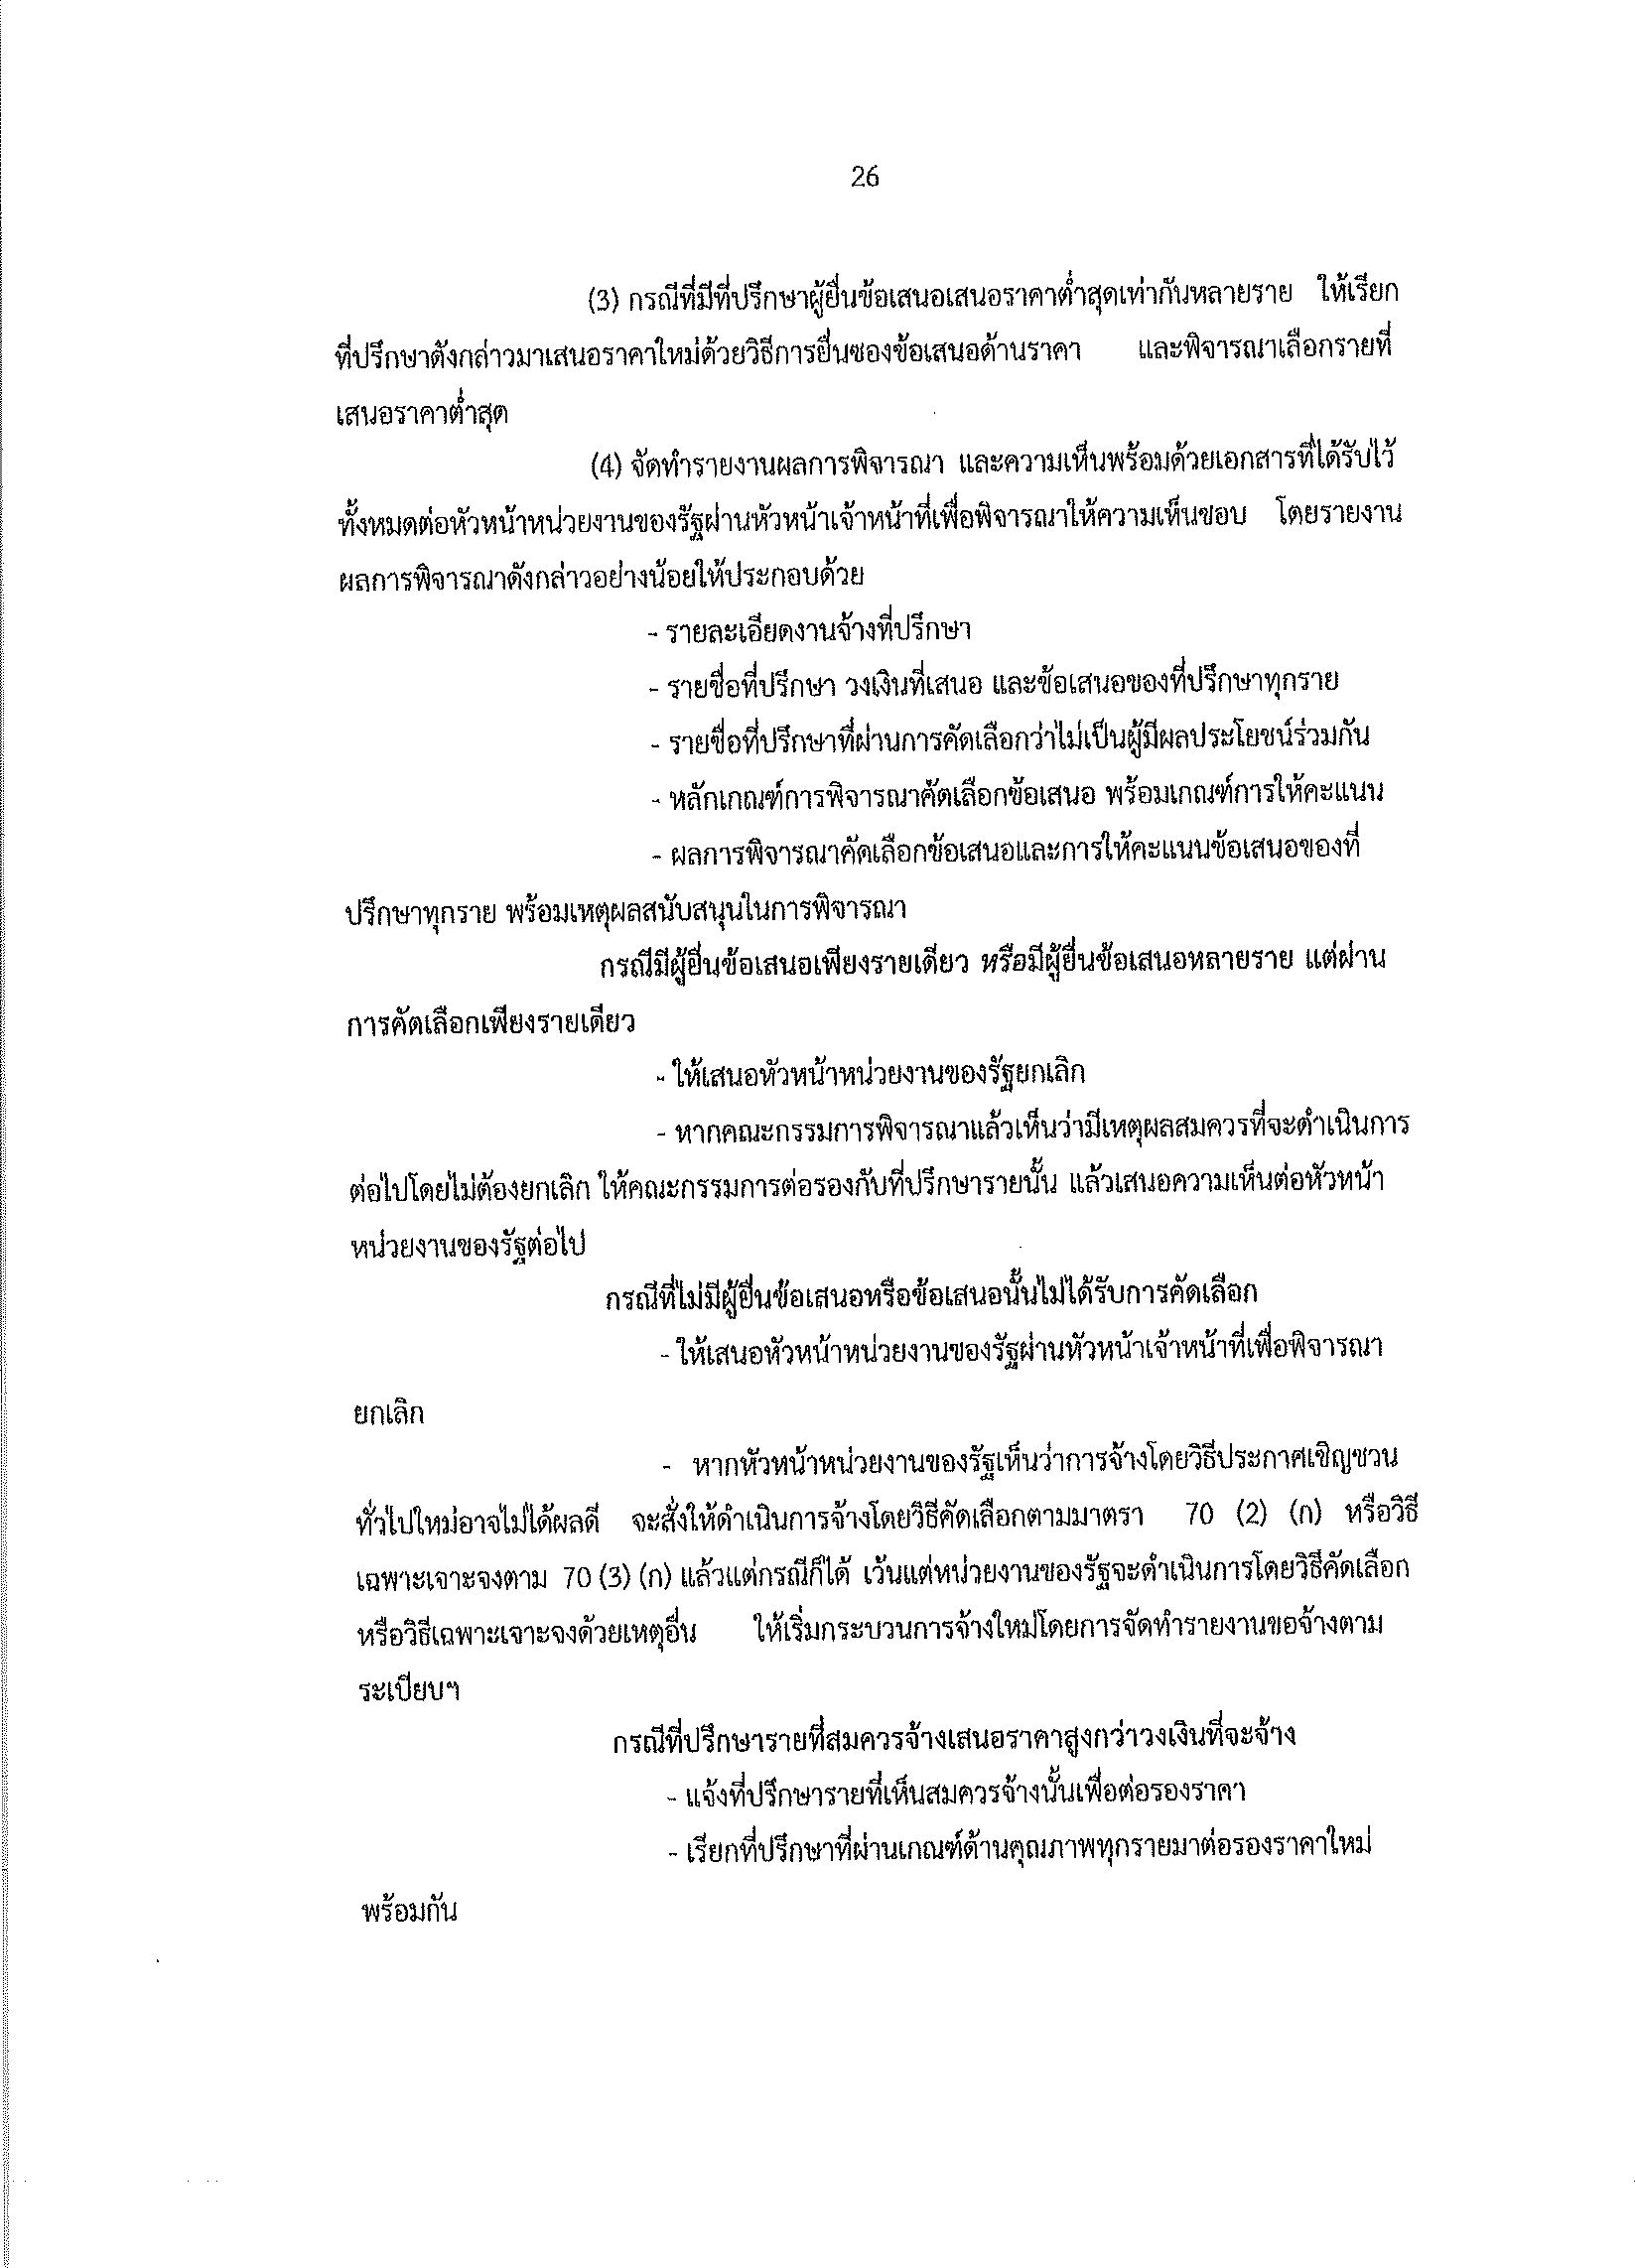 26
(3) กรณีที่มีที่ปรึกษาผู้ยื่นข้อเสนอเสนอราคาต่ำสุดเท่ากันหลายราย ให้เรียก
ที่ปรึกษาดังกล่าวมาเสนอราคาใหม่ด้วยวิธีการยื่นซองข้อเสนอด้านราคา และพิจารณาเลือกรายที่
เสนอราคาต่ำสุด
(4) จัดทำรายงานผลการพิจารณา และความเห็นพร้อมด้วยเอกสารที่ได้รับไว้
ทั้งหมดต่อหัวหน้าหน่วยงานของรัฐผ่านหัวหน้าเจ้าหน้าที่เพื่อพิจารณาให้ความเห็นชอบ โดยรายงาน
ผลการพิจารณาดังกล่าวอย่างน้อยให้ประกอบด้วย
- รายละเอียดงานจ้างที่ปรึกษา
- รายชื่อที่ปรึกษา วงเงินที่เสนอ และข้อเสนอของที่ปรึกษาทุกราย
- รายชื่อที่ปรึกษาที่ผ่านการคัดเลือกว่าไม่เป็นผู้มีผลประโยชน์ร่วมกัน
- หลักเกณฑ์การพิจารณาคัดเลือกข้อเสนอ พร้อมเกณฑ์การให้คะแนน
- ผลการพิจารณาคัดเลือกข้อเสนอและการให้คะแนนข้อเสนอของที่
ปรึกษาทุกราย พร้อมเหตุผลสนับสนุนในการพิจารณา
กรณีมีผู้ยื่นข้อเสนอเพียงรายเดียว หรือมีผู้ยื่นข้อเสนอหลายราย แต่ผ่าน
การคัดเลือกเพียงรายเดียว
- ให้เสนอหัวหน้าหน่วยงานของรัฐยกเลิก
- หากคณะกรรมการพิจารณาแล้วเห็นว่ามีเหตุผลสมควรที่จะดำเนินการ
ต่อไปโดยไม่ต้องยกเลิก ให้คณะกรรมการต่อรองกับที่ปรึกษารายนั้น แล้วเสนอความเห็นต่อหัวหน้า
หน่วยงานของรัฐต่อไป
กรณีที่ไม่มีผู้ยื่นข้อเสนอหรือข้อเสนอนั้นไม่ได้รับการคัดเลือก
- ให้เสนอหัวหน้าหน่วยงานของรัฐผ่านหัวหน้าเจ้าหน้าที่เพื่อพิจารณา
ยกเลิก
- หากหัวหน้าหน่วยงานของรัฐเห็นว่าการจ้างโดยวิธีประกาศเชิญชวน
ทั่วไปใหม่อาจไม่ได้ผลดี จะสั่งให้ดำเนินการจ้างโดยวิธีคัดเลือกตามมาตรา 70 (2) (ก) หรือวิธี
เฉพาะเจาะจงตาม 70 (3) (ก) แล้วแต่กรณีก็ได้ เว้นแต่หน่วยงานของรัฐจะดำเนินการโดยวิธีคัดเลือก
หรือวิธีเฉพาะเจาะจงด้วยเหตุอื่น ให้เริ่มกระบวนการจ้างใหม่โดยการจัดทำรายงานขอจ้างตาม
ระเบียบฯ
กรณีที่ปรึกษารายที่สมควรจ้างเสนอราคาสูงกว่าวงเงินที่จะจ้าง
- แจ้งที่ปรึกษารายที่เห็นสมควรจ้างนั้นเพื่อต่อรองราคา
- เรียกที่ปรึกษาที่ผ่านเกณฑ์ด้านคุณภาพทุกรายมาต่อรองราคาใหม่
พร้อมกัน